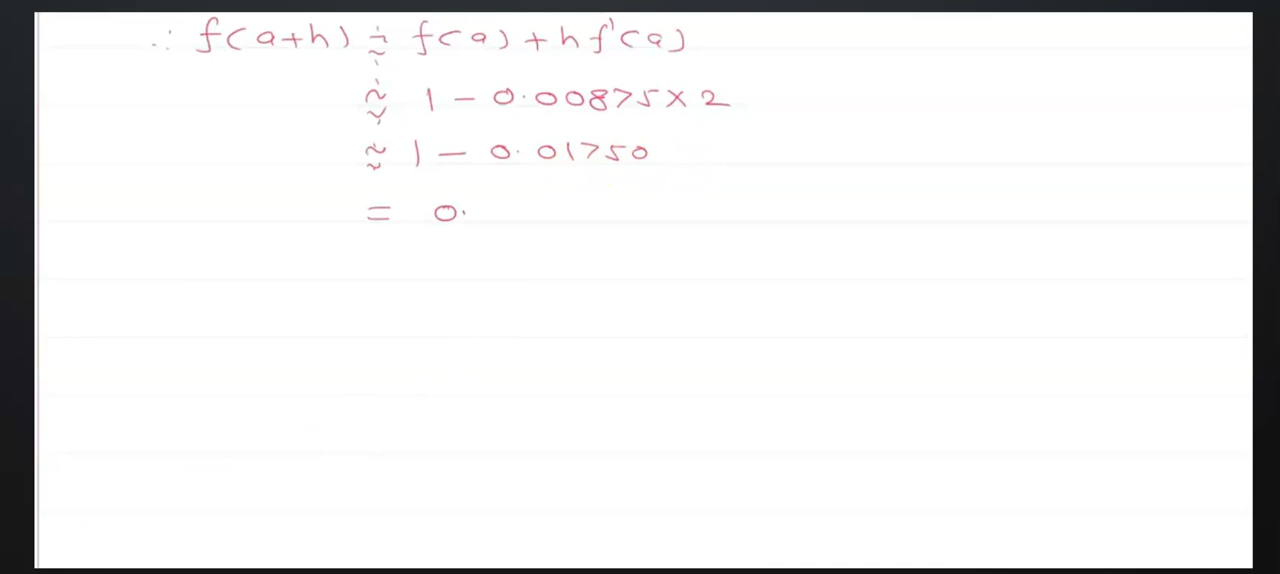 ∴ f(a+h) ≑ f(a) + h f'(a)
≈ 1 - 0.00875 × 2
≈ 1 - 0.01750
= 0.